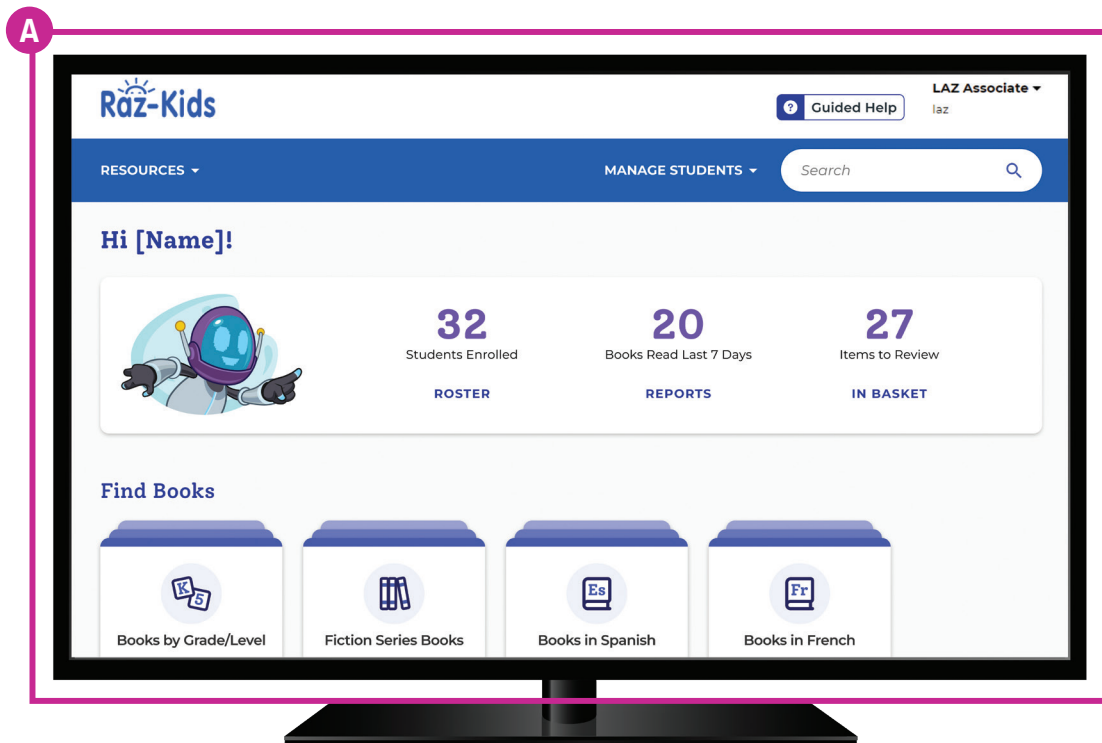 A
Raz-Kids
Guided Help
LAZ Associate
laz
RESOURCES
MANAGE STUDENTS
Search
Hi [Name]!
32
Students Enrolled
ROSTER
20
Books Read Last 7 Days
REPORTS
27
Items to Review
IN BASKET
Find Books
K
5
Books by Grade/Level
Fiction Series Books
Es
Books in Spanish
Fr
Books in French